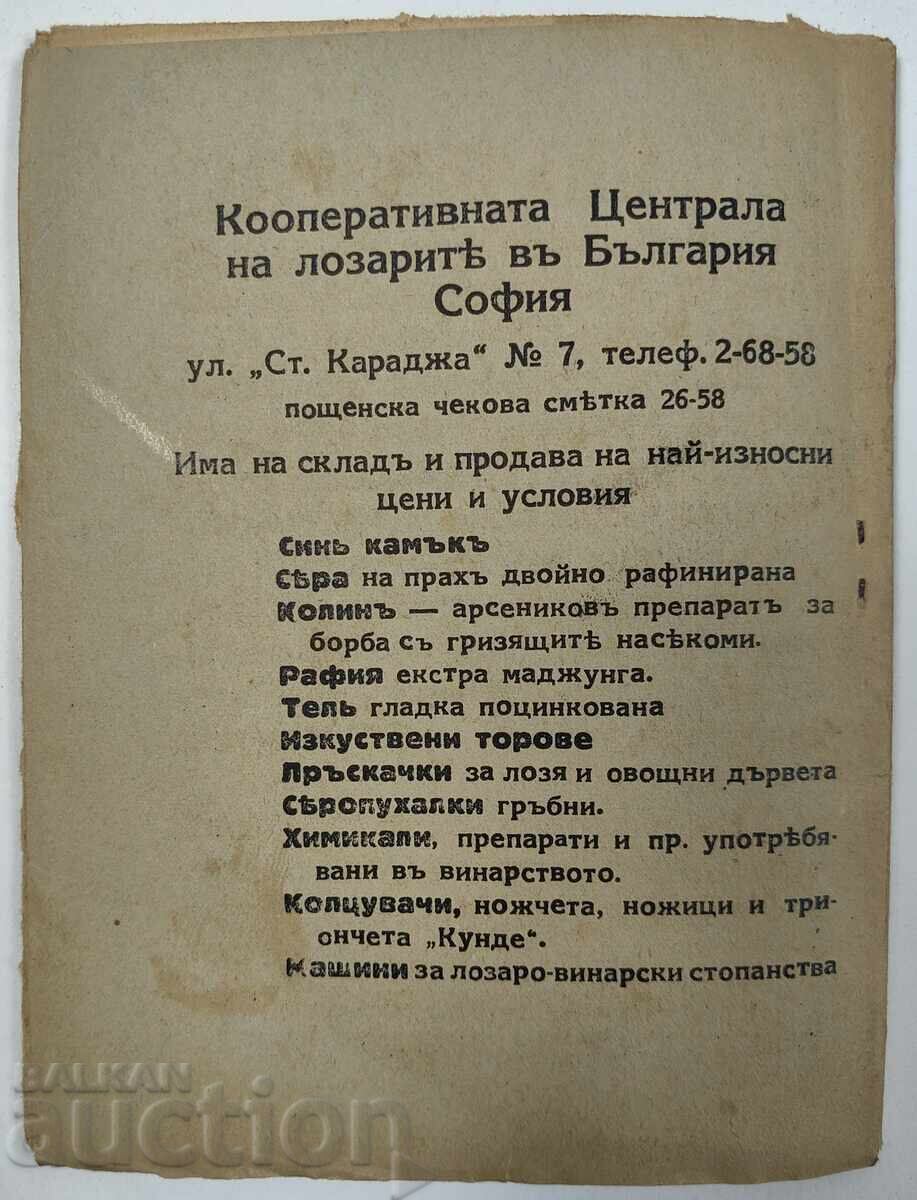 Кооперативната Централа
на лозаритѣ въ България
София
ул. „Ст. Караджа“ № 7, телеф. 2-68-58
пощенска чекова смѣтка 26-58
Има на складъ и продава на най-износни
цени и условия
Синь камъкъ
Сѣра на прахъ двойно рафинирана
Колинъ — арсениковъ препаратъ за
борба съ гризящитѣ насѣкоми.
Рафия екстра маджунга.
Тель гладка поцинкована
Изкуствени торове
Пръскачки за лозя и овощни дървета
Сѣропухалки гръбни.
Химикали, препарати и пр. употрѣбя-
вани въ винарството.
Колцувачи, ножчета, ножици и три-
ончета „Кунде“.
Машини за лозаро-винарски стопанства
BALKAN
auction